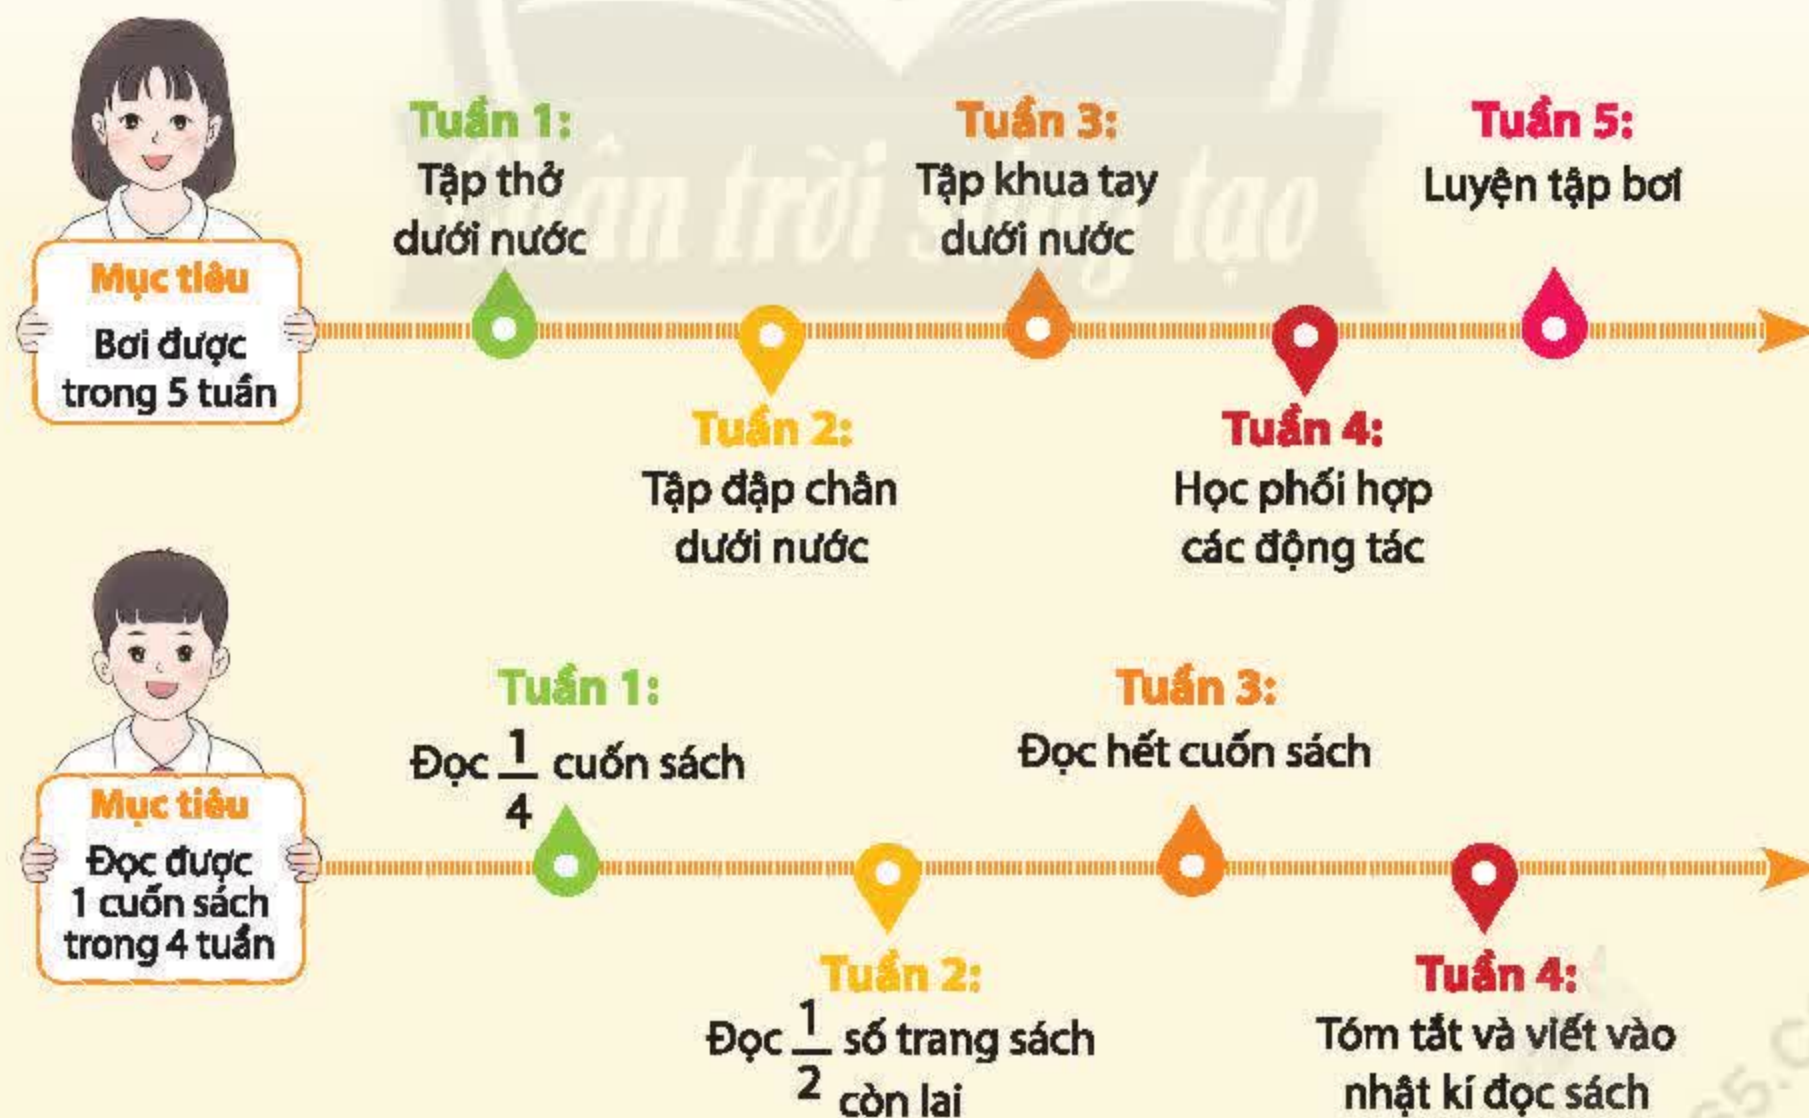 Chân trời sáng tạo
Mục tiêu
Bơi được
trong 5 tuần
Tuần 1:
Tập thở
dưới nước
Tuần 2:
Tập đập chân
dưới nước
Tuần 3:
Tập khua tay
dưới nước
Tuần 4:
Học phối hợp
các động tác
Tuần 5:
Luyện tập bơi
Mục tiêu
Đọc được
1 cuốn sách
trong 4 tuần
Tuần 1:
Đọc 1/4 cuốn sách
Tuần 2:
Đọc 1/2 số trang sách
còn lại
Tuần 3:
Đọc hết cuốn sách
Tuần 4:
Tóm tắt và viết vào
nhật kí đọc sách